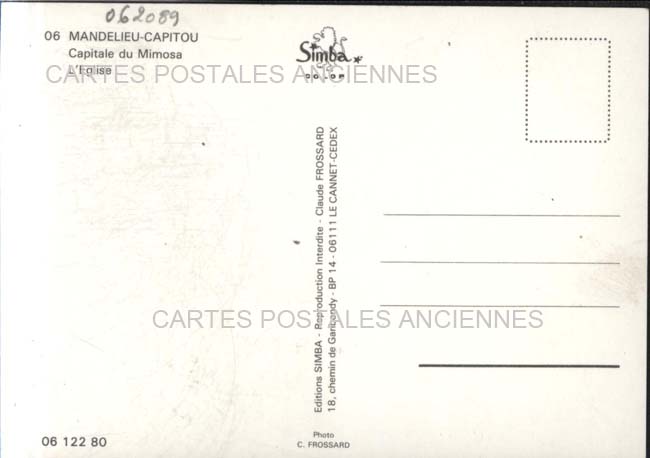 062089
06 MANDELIEU-CAPITOU
Capitale du Mimosa
L'Eglise
Simba
COLOR
CARTES POSTALES ANCIENNES
Editions SIMBA - Reproduction Interdite - Claude FROSSARD
18, chemin de Garibondy - BP 14 - 06111 LE CANNET-CEDEX
CARTES POSTALES ANCIENNES
06 122 80
Photo
C. FROSSARD